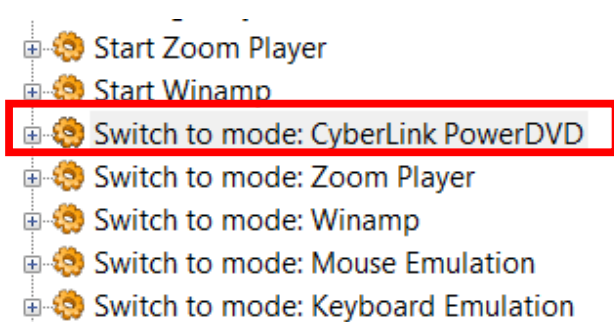 Start Zoom Player
Start Winamp
Switch to mode: CyberLink PowerDVD
Switch to mode: Zoom Player
Switch to mode: Winamp
Switch to mode: Mouse Emulation
Switch to mode: Keyboard Emulation